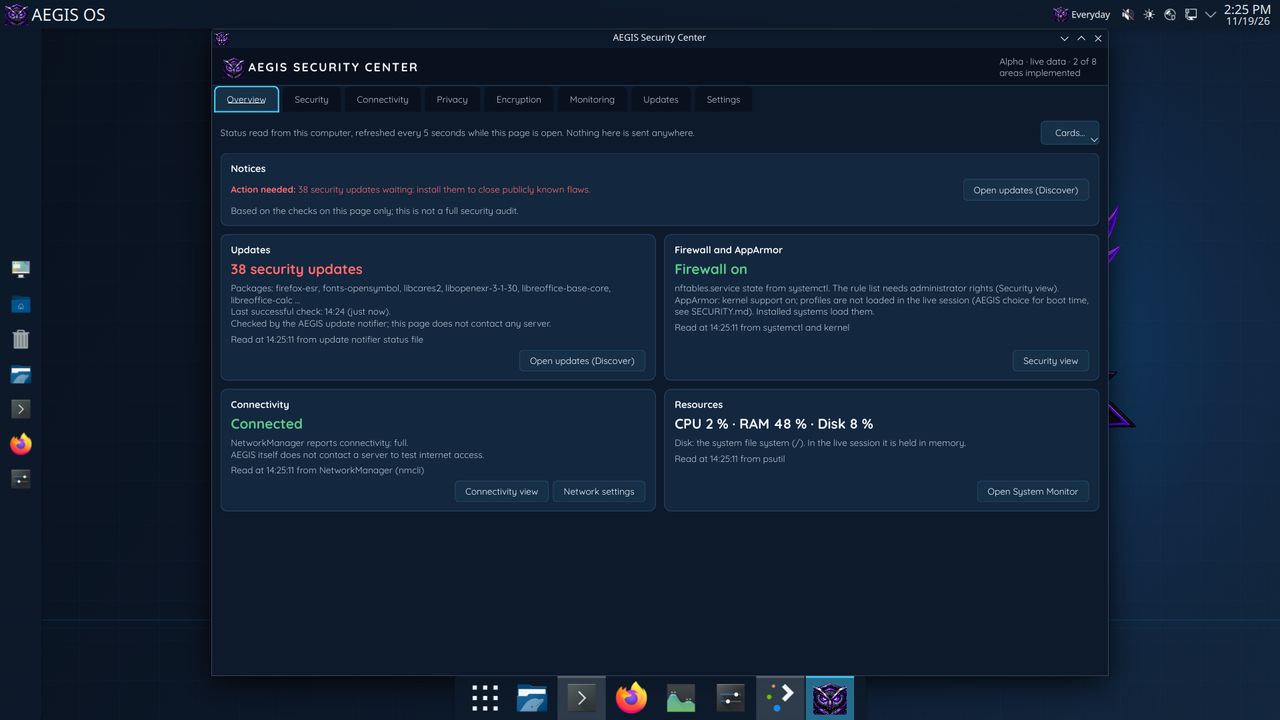 AEGIS OS
Everyday
2:25 PM
11/19/26
AEGIS Security Center
AEGIS SECURITY CENTER
Alpha · live data · 2 of 8
areas implemented
Overview
Security
Connectivity
Privacy
Encryption
Monitoring
Updates
Settings
Status read from this computer, refreshed every 5 seconds while this page is open. Nothing here is sent anywhere.
Cards...
Notices
Action needed: 38 security updates waiting: install them to close publicly known flaws.
Open updates (Discover)
Based on the checks on this page only; this is not a full security audit.
Updates
38 security updates
Packages: firefox-esr, fonts-opensymbol, libcares2, libopenexr-3-1-30, libreoffice-base-core,
libreoffice-calc ...
Last successful check: 14:24 (just now).
Checked by the AEGIS update notifier; this page does not contact any server.
Read at 14:25:11 from update notifier status file
Open updates (Discover)
Firewall and AppArmor
Firewall on
nftables.service state from systemctl. The rule list needs administrator rights (Security view).
AppArmor: kernel support on; profiles are not loaded in the live session (AEGIS choice for boot time,
see SECURITY.md). Installed systems load them.
Read at 14:25:11 from systemctl and kernel
Security view
Connectivity
Connected
NetworkManager reports connectivity: full.
AEGIS itself does not contact a server to test internet access.
Read at 14:25:11 from NetworkManager (nmcli)
Connectivity view
Network settings
Resources
CPU 2 % · RAM 48 % · Disk 8 %
Disk: the system file system (/). In the live session it is held in memory.
Read at 14:25:11 from psutil
Open System Monitor